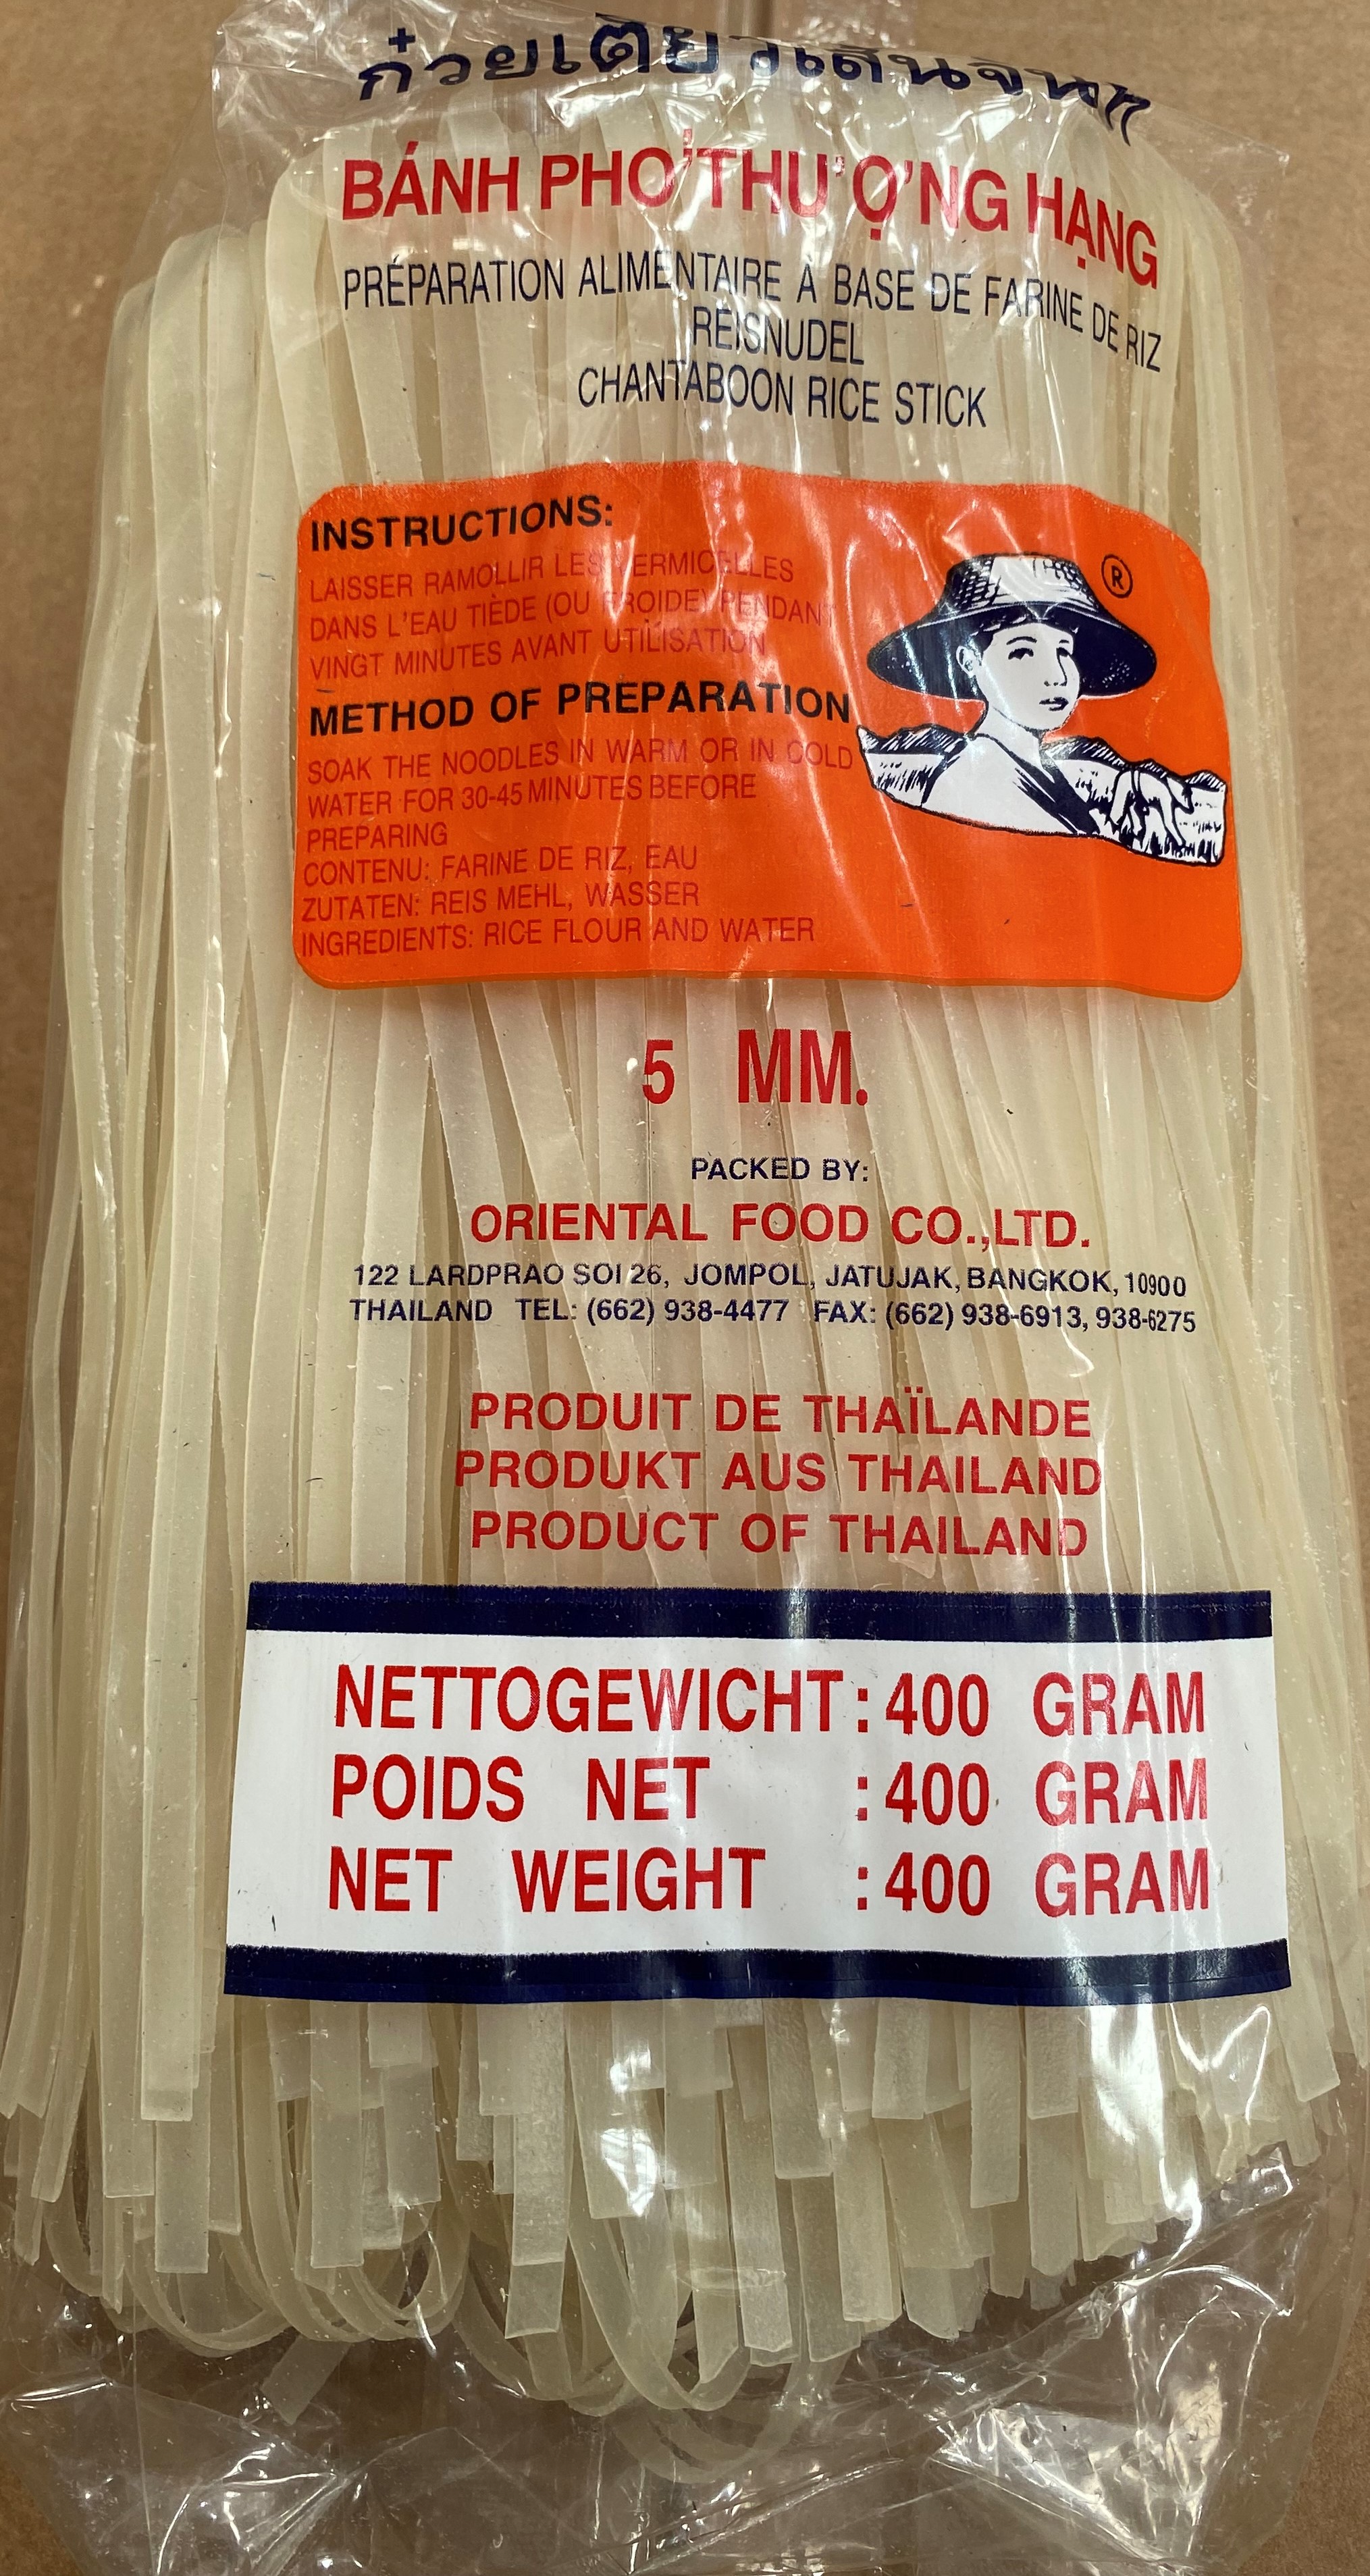 ก๋วยเตี๋ยวเส้นจันท
BÁNH PHỞ THƯỢNG HẠNG
PRÉPARATION ALIMENTAIRE À BASE DE FARINE DE RIZ
REISNUDEL
CHANTABOON RICE STICK
INSTRUCTIONS:
LAISSER RAMOLLIR LES VERMICELLES
DANS L'EAU TIÈDE (OU FROIDE) PENDANT
VINGT MINUTES AVANT UTILISATION
METHOD OF PREPARATION
SOAK THE NOODLES IN WARM OR IN COLD
WATER FOR 30-45 MINUTES BEFORE
PREPARING
CONTENU: FARINE DE RIZ, EAU
ZUTATEN: REIS MEHL, WASSER
INGREDIENTS: RICE FLOUR AND WATER
®
5 MM.
PACKED BY:
ORIENTAL FOOD CO.,LTD.
122 LARDPRAO SOI 26, JOMPOL, JATUJAK, BANGKOK, 10900
THAILAND TEL: (662) 938-4477 FAX: (662) 938-6913, 938-6275
PRODUIT DE THAÏLANDE
PRODUKT AUS THAILAND
PRODUCT OF THAILAND
NETTOGEWICHT : 400 GRAM
POIDS NET : 400 GRAM
NET WEIGHT : 400 GRAM